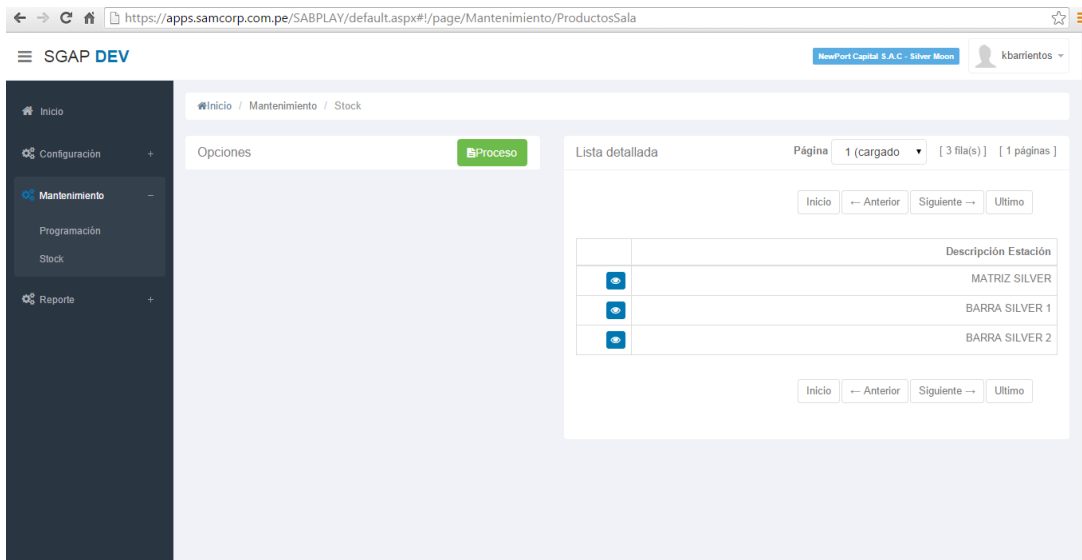 https://apps.samcorp.com.pe/SABPLAY/default.aspx#!/page/Mantenimiento/ProductosSala
SGAP DEV
NewPort Capital S.A.C - Silver Moon
kbarrientos
Inicio
Configuración +
Mantenimiento −
Programación
Stock
Reporte +
Inicio / Mantenimiento / Stock
Opciones
Proceso
Lista detallada
Página 1 (cargado [ 3 fila(s) ] [ 1 páginas ]
Inicio ← Anterior Siguiente → Ultimo
Descripción Estación
MATRIZ SILVER
BARRA SILVER 1
BARRA SILVER 2
Inicio ← Anterior Siguiente → Ultimo